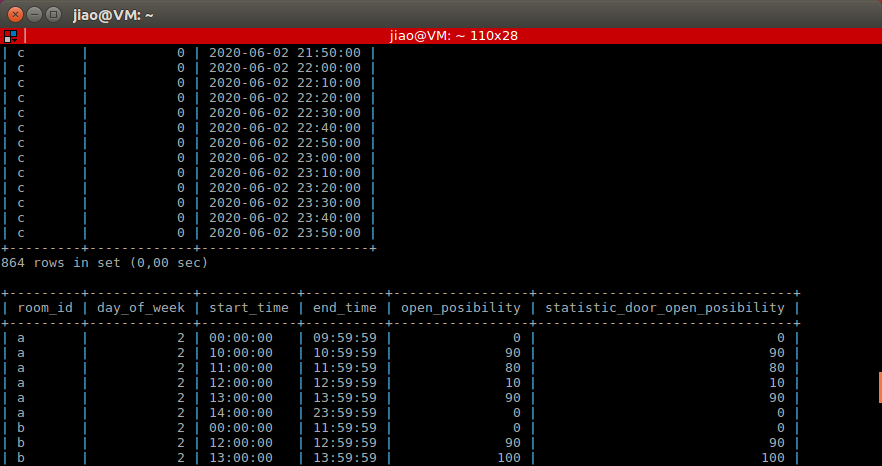 jiao@VM: ~
jiao@VM: ~ 110x28
| c       |           0 | 2020-06-02 21:50:00 |
| c       |           0 | 2020-06-02 22:00:00 |
| c       |           0 | 2020-06-02 22:10:00 |
| c       |           0 | 2020-06-02 22:20:00 |
| c       |           0 | 2020-06-02 22:30:00 |
| c       |           0 | 2020-06-02 22:40:00 |
| c       |           0 | 2020-06-02 22:50:00 |
| c       |           0 | 2020-06-02 23:00:00 |
| c       |           0 | 2020-06-02 23:10:00 |
| c       |           0 | 2020-06-02 23:20:00 |
| c       |           0 | 2020-06-02 23:30:00 |
| c       |           0 | 2020-06-02 23:40:00 |
| c       |           0 | 2020-06-02 23:50:00 |
+---------+-------------+---------------------+
864 rows in set (0,00 sec)
+---------+-------------+------------+----------+-----------------+-------------------------------+
| room_id | day_of_week | start_time | end_time | open_posibility | statistic_door_open_posibility |
+---------+-------------+------------+----------+-----------------+-------------------------------+
| a       |           2 | 00:00:00   | 09:59:59 |               0 |                              0 |
| a       |           2 | 10:00:00   | 10:59:59 |              90 |                             90 |
| a       |           2 | 11:00:00   | 11:59:59 |              80 |                             80 |
| a       |           2 | 12:00:00   | 12:59:59 |              10 |                             10 |
| a       |           2 | 13:00:00   | 13:59:59 |              90 |                             90 |
| a       |           2 | 14:00:00   | 23:59:59 |               0 |                              0 |
| b       |           2 | 00:00:00   | 11:59:59 |               0 |                              0 |
| b       |           2 | 12:00:00   | 12:59:59 |              90 |                             90 |
| b       |           2 | 13:00:00   | 13:59:59 |             100 |                            100 |